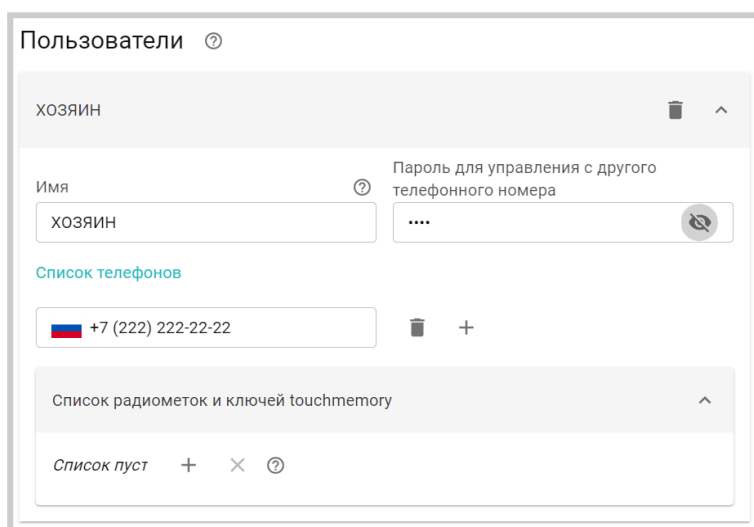 Пользователи
ХОЗЯИН
Имя
Пароль для управления с другого
телефонного номера
ХОЗЯИН
••••
Список телефонов
+7 (222) 222-22-22
Список радиометок и ключей touchmemory
Список пуст